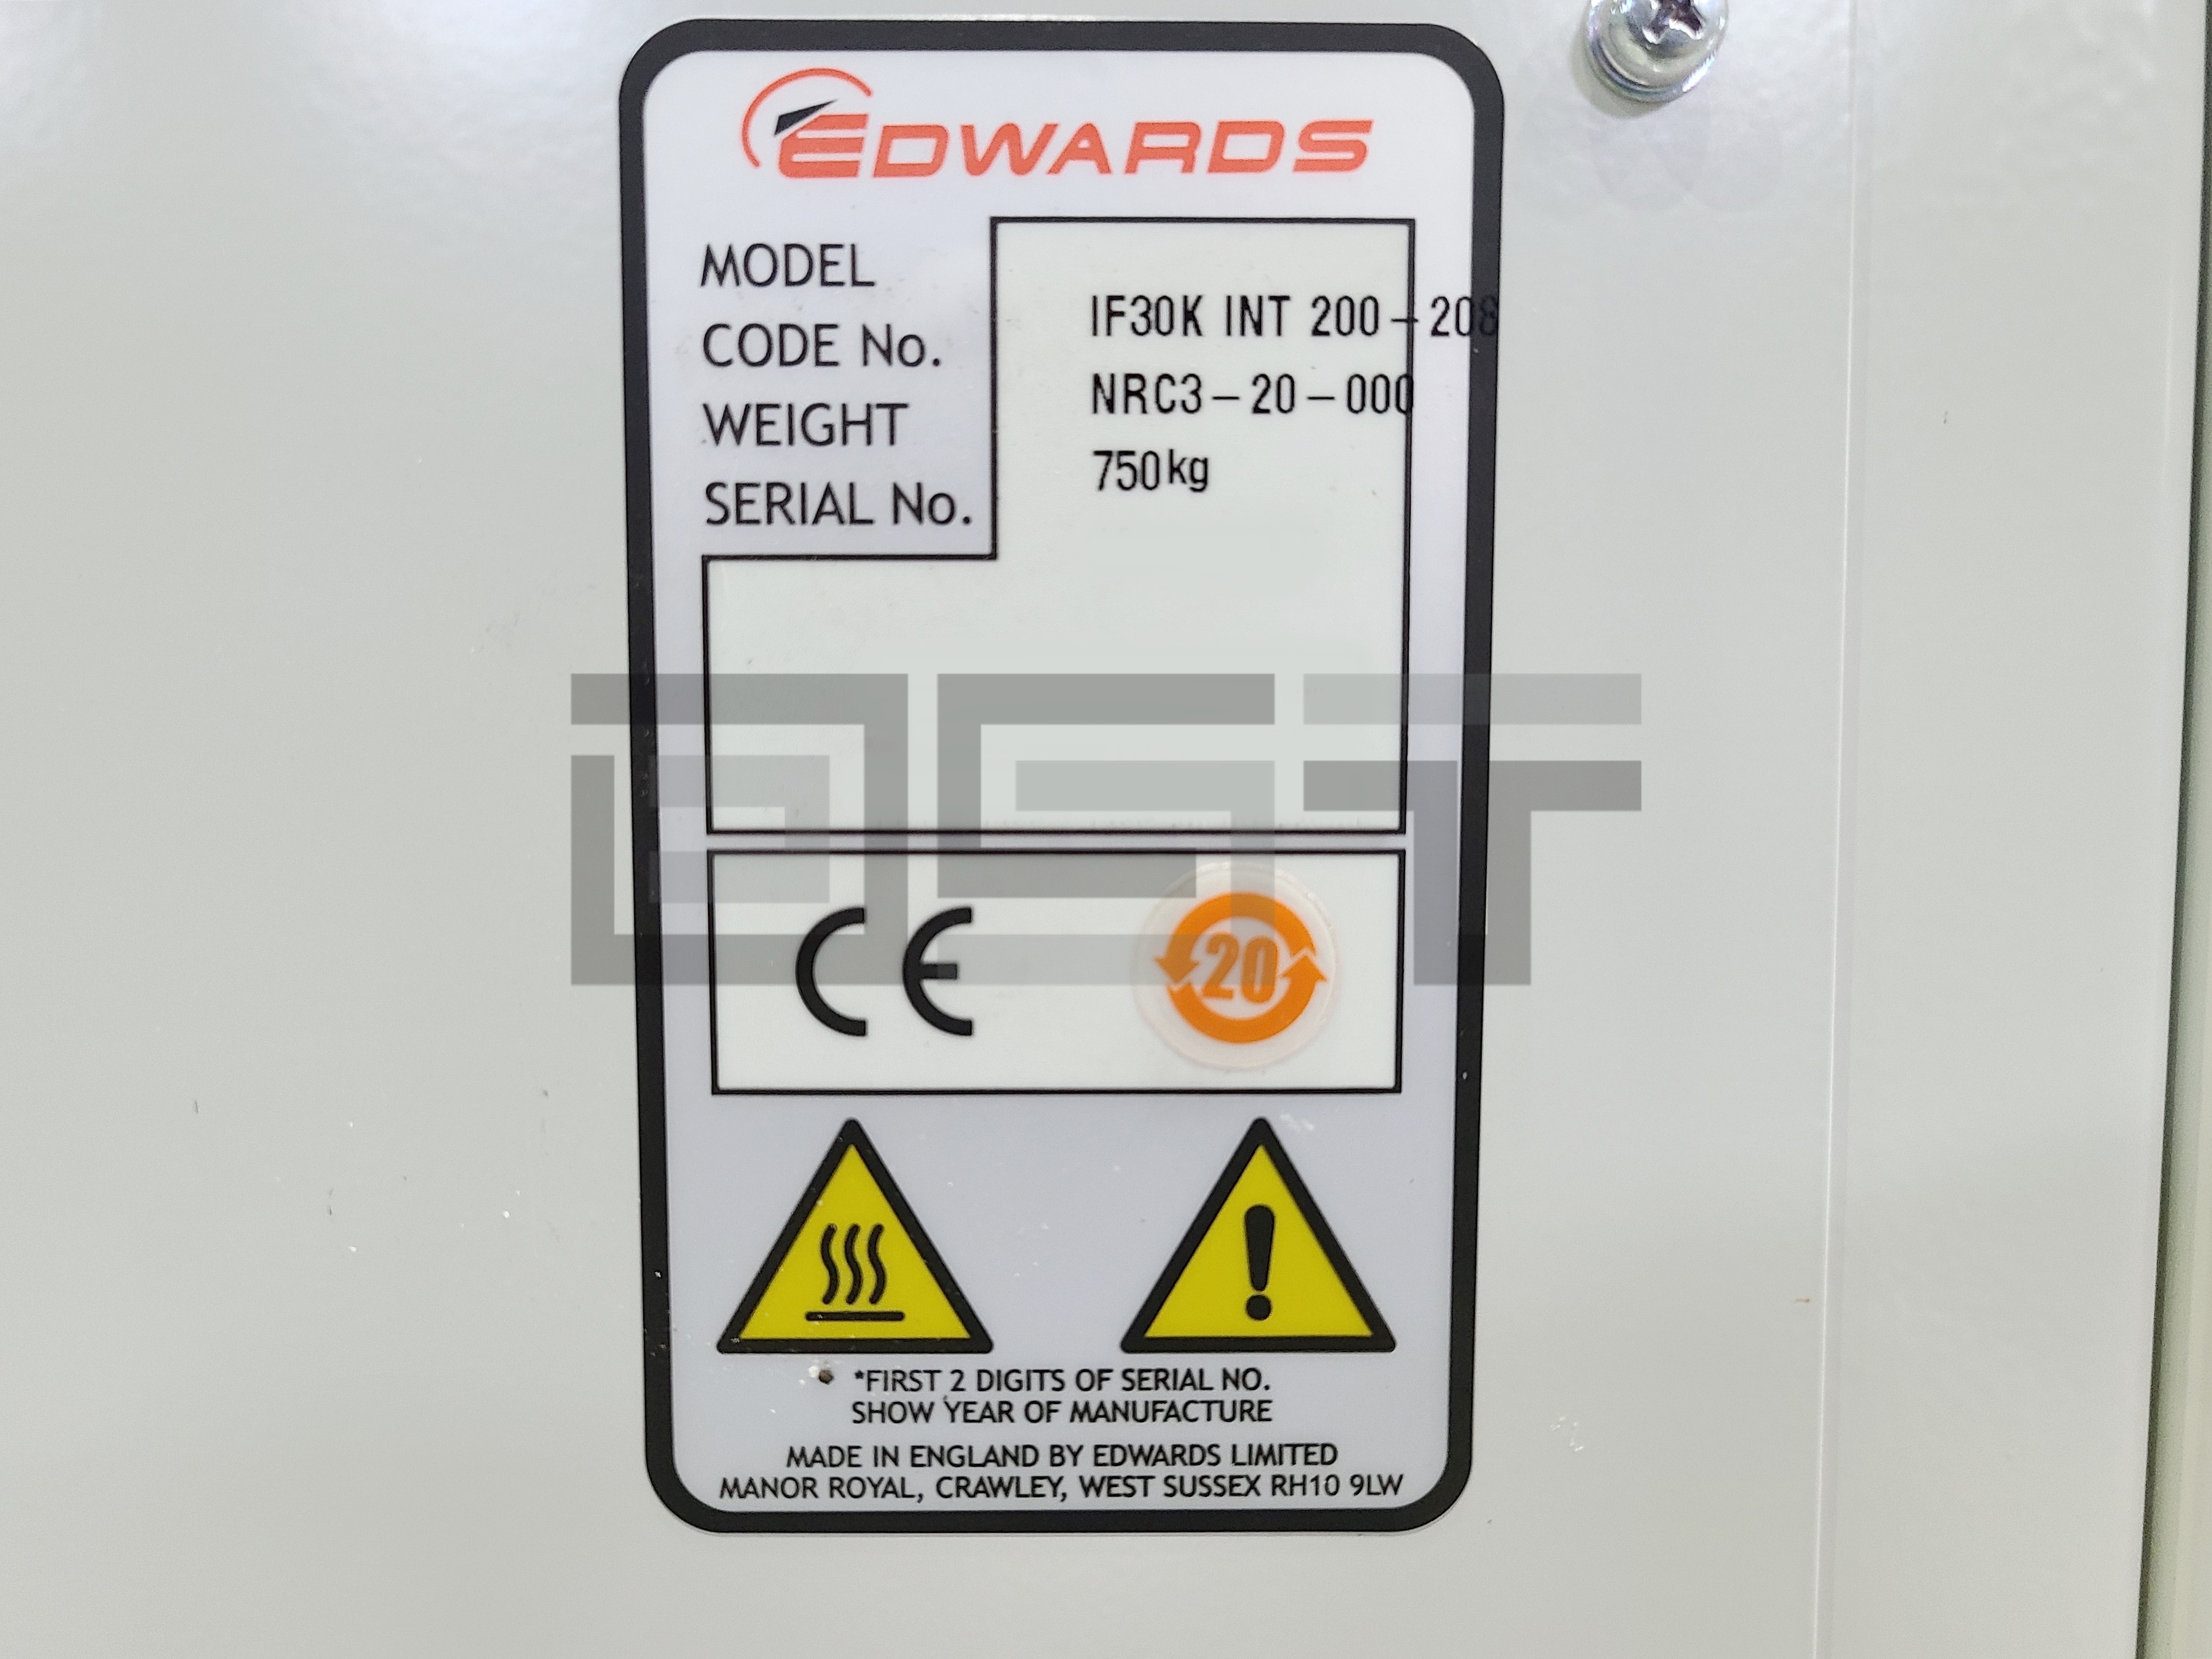 EDWARDS
MODEL
CODE No.
WEIGHT
SERIAL No.
IF30K INT 200-208
NRC3-20-000
750kg
CE
20
*FIRST 2 DIGITS OF SERIAL NO.
SHOW YEAR OF MANUFACTURE
MADE IN ENGLAND BY EDWARDS LIMITED
MANOR ROYAL, CRAWLEY, WEST SUSSEX RH10 9LW